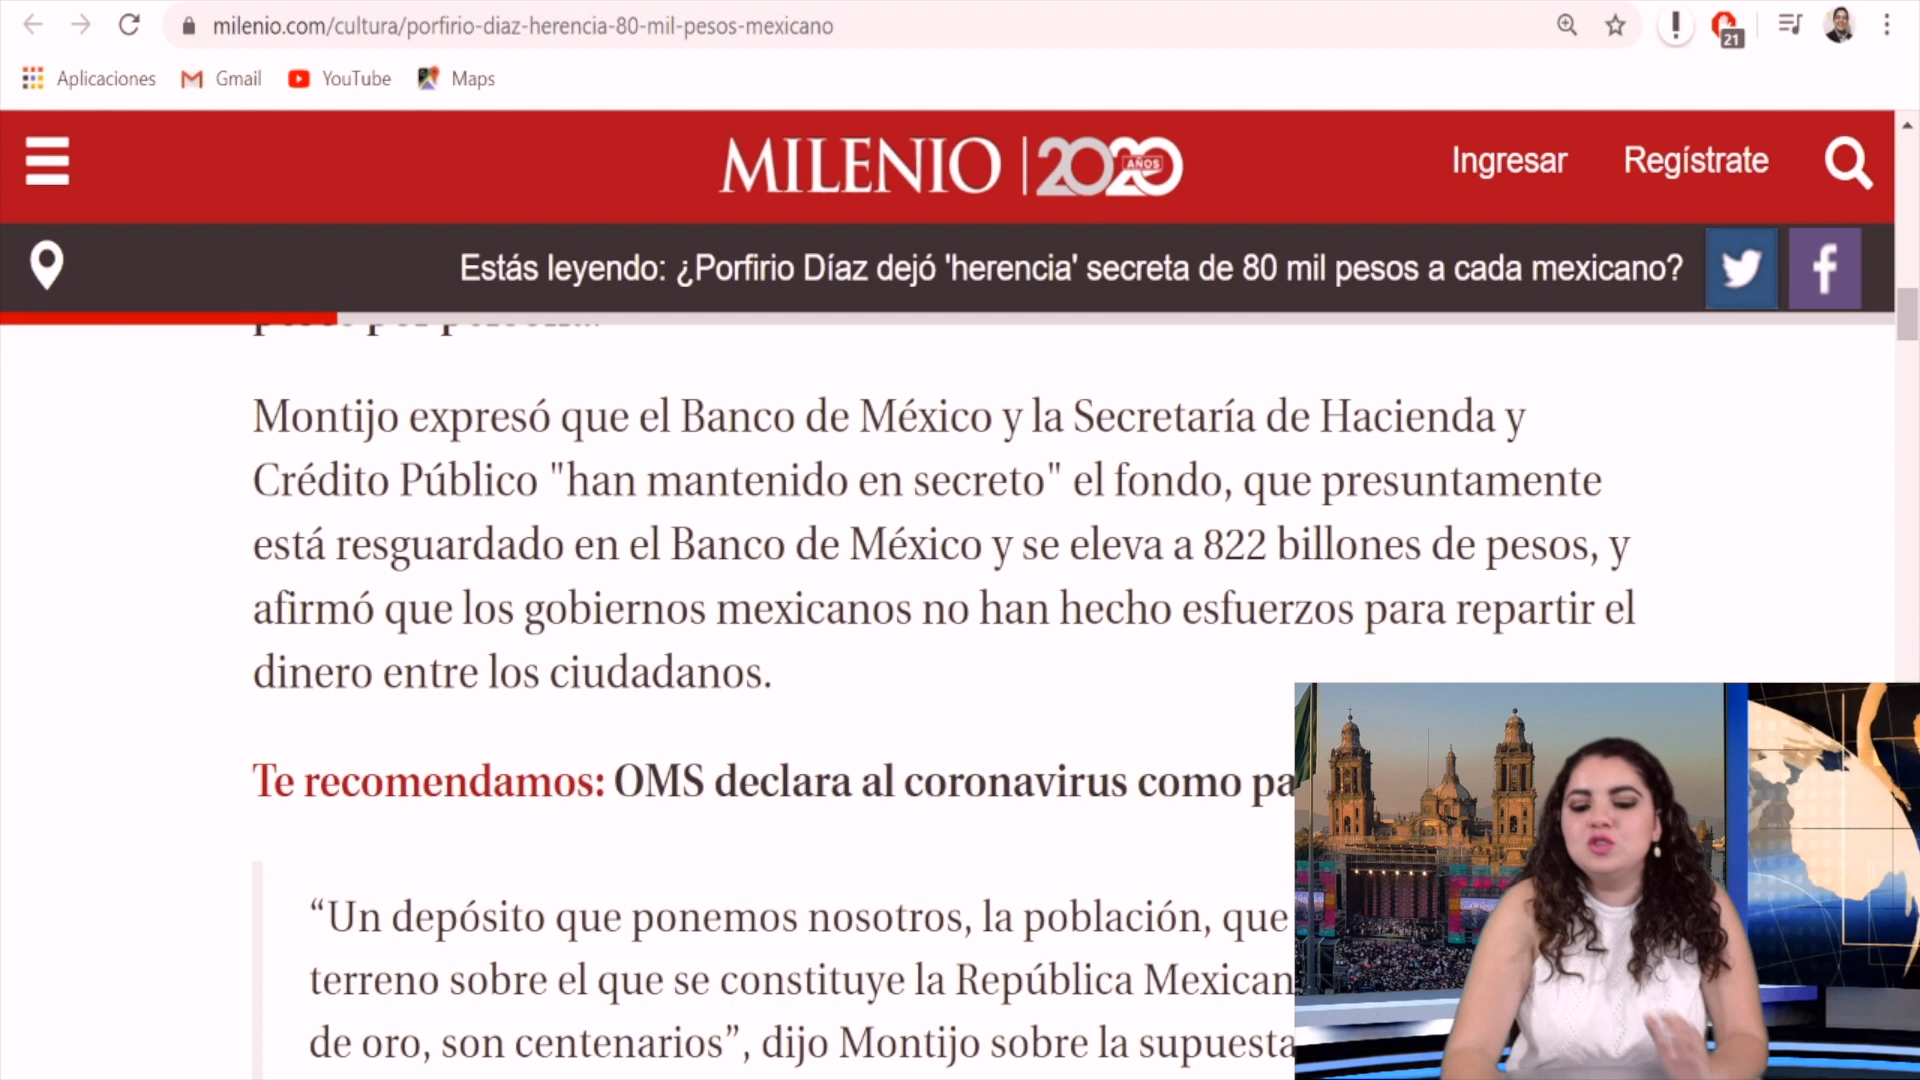 milenio.com/cultura/porfirio-diaz-herencia-80-mil-pesos-mexicano
21
Aplicaciones Gmail YouTube Maps
MILENIO 2020 AÑOS Ingresar Regístrate
Estás leyendo: ¿Porfirio Díaz dejó 'herencia' secreta de 80 mil pesos a cada mexicano?
Montijo expresó que el Banco de México y la Secretaría de Hacienda y
Crédito Público "han mantenido en secreto" el fondo, que presuntamente
está resguardado en el Banco de México y se eleva a 822 billones de pesos, y
afirmó que los gobiernos mexicanos no han hecho esfuerzos para repartir el
dinero entre los ciudadanos.
Te recomendamos: OMS declara al coronavirus como pa
“Un depósito que ponemos nosotros, la población, que
terreno sobre el que se constituye la República Mexican
de oro, son centenarios”, dijo Montijo sobre la supuesta